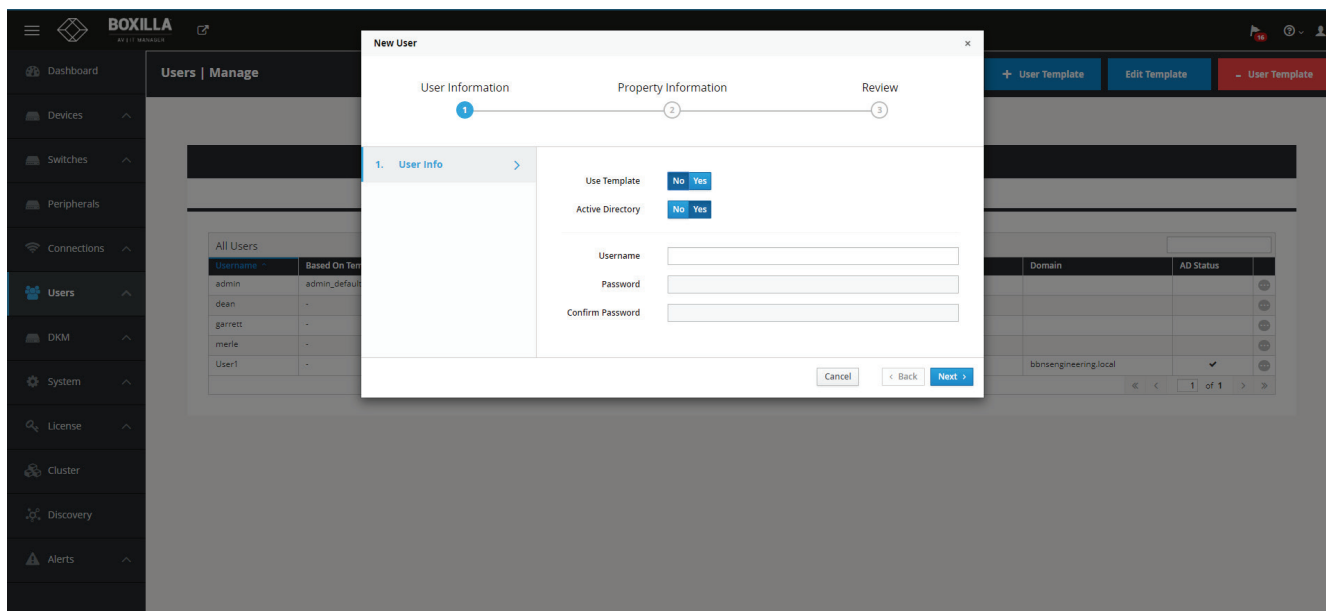 BOXILLA
AV | IT MANAGER
16
Dashboard
Devices
Switches
Peripherals
Connections
Users
DKM
System
License
Cluster
Discovery
Alerts
Users | Manage
+ User Template
Edit Template
- User Template
New User
×
User Information
Property Information
Review
1
2
3
1. User Info
Use Template No Yes
Active Directory No Yes
Username
Password
Confirm Password
Cancel
< Back
Next >
All Users
Username Based On Tem Domain AD Status
admin admin_default
dean -
garrett -
merle -
User1 - bbnsengineering.local
1 of 1